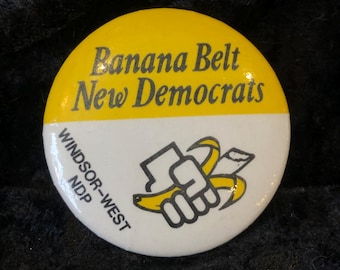 Banana Belt
New Democrats
WINDSOR-WEST
NDP